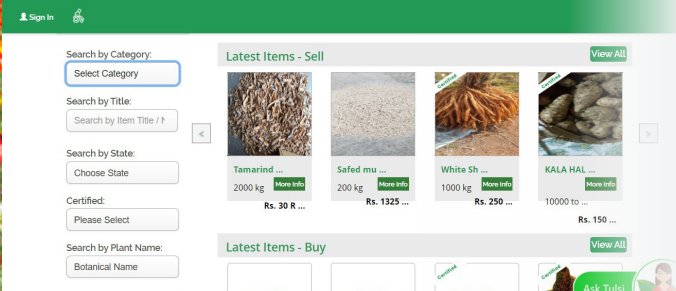 Sign In
Search by Category:
Select Category
Search by Title:
Search by Item Title / N
Search by State:
Choose State
Certified:
Please Select
Search by Plant Name:
Botanical Name
Latest Items - Sell
View All
<
>
Certified
Certified
Tamarind ...
2000 kg
More Info
Rs. 30 R ...
Safed mu ...
200 kg
More Info
Rs. 1325 ...
White Sh ...
1000 kg
More Info
Rs. 250 ...
KALA HAL ...
More Info
10000 to ...
Rs. 150 ...
Latest Items - Buy
View All
Certified
Certified
Ask Tulsi